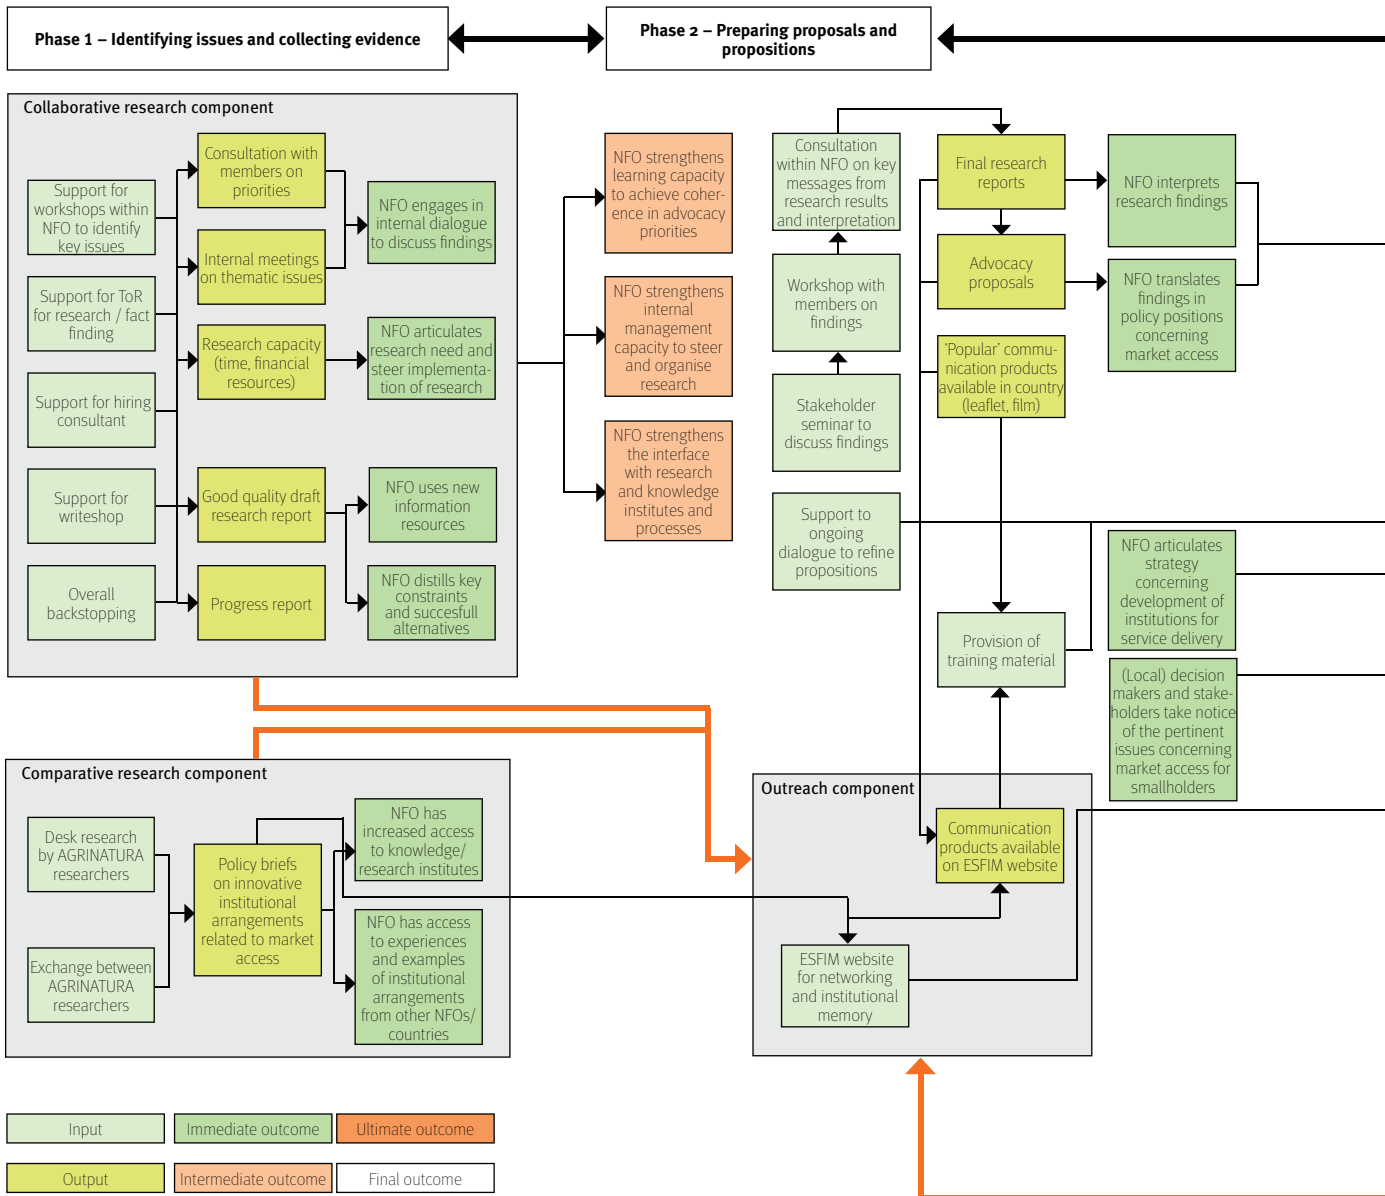 Phase 1 – Identifying issues and collecting evidence
Phase 2 – Preparing proposals and
propositions
Collaborative research component
Support for
workshops within
NFO to identify
key issues
Support for ToR
for research / fact
finding
Support for hiring
consultant
Support for
writeshop
Overall
backstopping
Consultation with
members on
priorities
Internal meetings
on thematic issues
Research capacity
(time, financial
resources)
Good quality draft
research report
Progress report
NFO engages in
internal dialogue
to discuss findings
NFO articulates
research need and
steer implementa-
tion of research
NFO uses new
information
resources
NFO distills key
constraints
and succesfull
alternatives
NFO strengthens
learning capacity
to achieve coher-
ence in advocacy
priorities
NFO strengthens
internal
management
capacity to steer
and organise
research
NFO strengthens
the interface
with research
and knowledge
institutes and
processes
Consultation
within NFO on key
messages from
research results
and interpretation
Workshop with
members on
findings
Stakeholder
seminar to
discuss findings
Support to
ongoing
dialogue to refine
propositions
Final research
reports
Advocacy
proposals
'Popular' commu-
nication products
available in country
(leaflet, film)
Provision of
training material
NFO interprets
research findings
NFO translates
findings in
policy positions
concerning
market access
NFO articulates
strategy
concerning
development of
institutions for
service delivery
(Local) decision
makers and stake-
holders take notice
of the pertinent
issues concerning
market access for
smallholders
Comparative research component
Desk research
by AGRINATURA
researchers
Exchange between
AGRINATURA
researchers
Policy briefs
on innovative
institutional
arrangements
related to market
access
NFO has
increased access
to knowledge/
research institutes
NFO has access
to experiences
and examples
of institutional
arrangements
from other NFOs/
countries
Outreach component
Communication
products available
on ESFIM website
ESFIM website
for networking
and institutional
memory
Input
Immediate outcome
Ultimate outcome
Output
Intermediate outcome
Final outcome